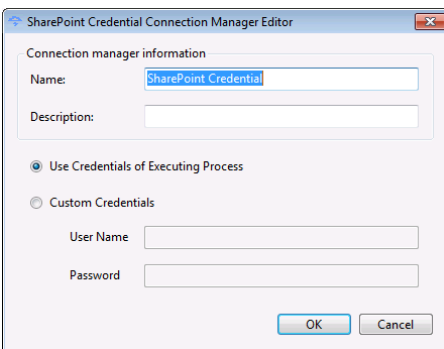 SharePoint Credential Connection Manager Editor
Connection manager information
Name: SharePoint Credential
Description:
Use Credentials of Executing Process
Custom Credentials
User Name
Password
OK Cancel